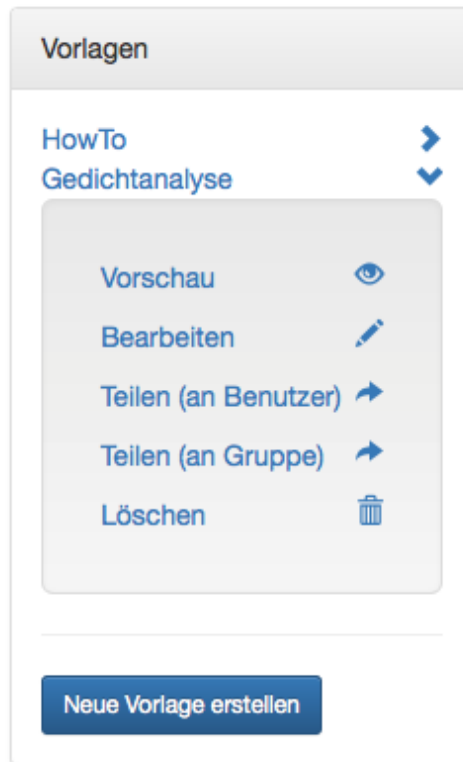 Vorlagen
HowTo
Gedichtanalyse
Vorschau
Bearbeiten
Teilen (an Benutzer)
Teilen (an Gruppe)
Löschen
Neue Vorlage erstellen